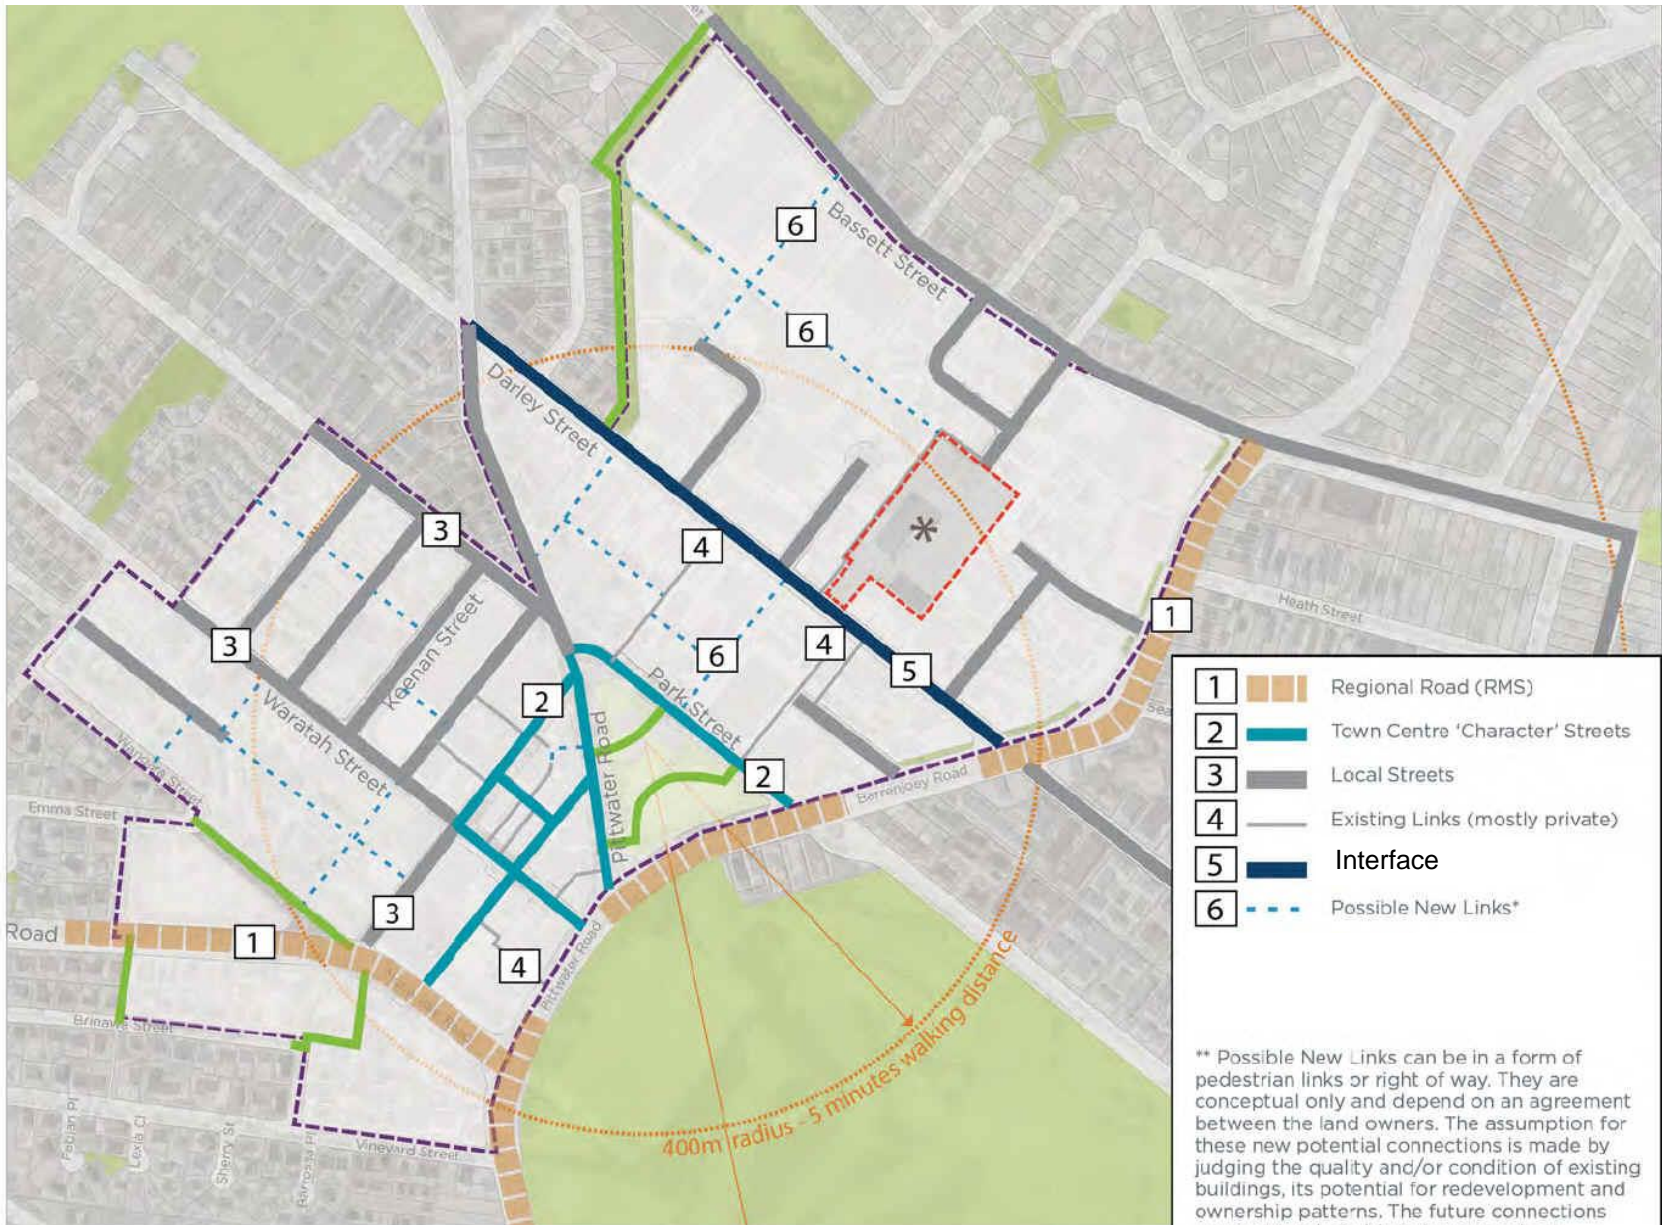 6
Bassett Street
6
Darley Street
3
4
*
1
Heath Street
3
Keenan Street
6
4
5
2
Park Street
Waratah Street
Pittwater Road
2
Emma Street
Berrenjoey Road
3
Road
1
4
Pittwater Road
Street
400m radius - 5 minutes walking distance
Lexia Cl
Sherry St
Vineyard Street
1 Regional Road (RMS)
2 Town Centre 'Character' Streets
3 Local Streets
4 Existing Links (mostly private)
5 Interface
6 Possible New Links*
** Possible New Links can be in a form of
pedestrian links or right of way. They are
conceptual only and depend on an agreement
between the land owners. The assumption for
these new potential connections is made by
judging the quality and/or condition of existing
buildings, its potential for redevelopment and
ownership patterns. The future connections